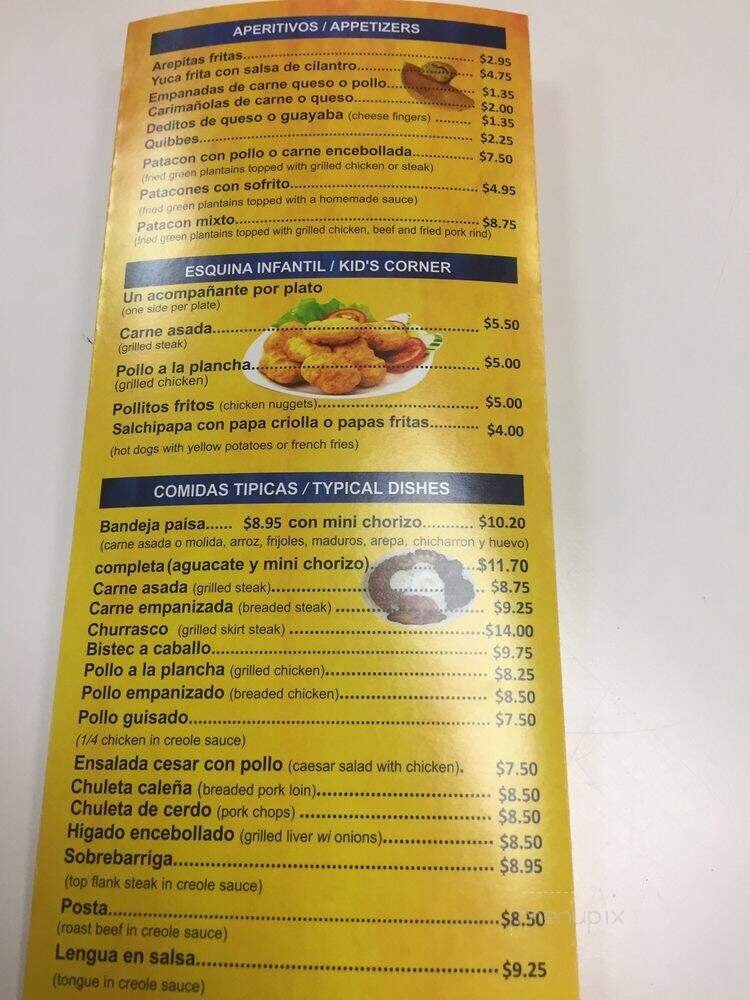 APERITIVOS / APPETIZERS
Arepitas fritas........ $2.95
Yuca frita con salsa de cilantro........ $4.75
Empanadas de carne queso o pollo........ $1.35
Carimañolas de carne o queso........ $2.00
Deditos de queso o guayaba (cheese fingers) ........ $1.35
Quibbes........ $2.25
Patacon con pollo o carne encebollada........ $7.50
(fried green plantains topped with grilled chicken or steak)
Patacones con sofrito........ $4.95
(fried green plantains topped with a homemade sauce)
Patacon mixto........ $8.75
(fried green plantains topped with grilled chicken, beef and fried pork rind)
ESQUINA INFANTIL / KID'S CORNER
Un acompañante por plato
(one side per plate)
Carne asada........ $5.50
(grilled steak)
Pollo a la plancha........ $5.00
(grilled chicken)
Pollitos fritos (chicken nuggets)........ $5.00
Salchipapa con papa criolla o papas fritas........ $4.00
(hot dogs with yellow potatoes or french fries)
COMIDAS TIPICAS / TYPICAL DISHES
Bandeja paisa...... $8.95 con mini chorizo........... $10.20
(carne asada o molida, arroz, frijoles, maduros, arepa, chicharron y huevo)
completa (aguacate y mini chorizo)........ $11.70
Carne asada (grilled steak)........ $8.75
Carne empanizada (breaded steak) ........ $9.25
Churrasco (grilled skirt steak) ........ $14.00
Bistec a caballo........ $9.75
Pollo a la plancha (grilled chicken)........ $8.25
Pollo empanizado (breaded chicken)........ $8.50
Pollo guisado........ $7.50
(1/4 chicken in creole sauce)
Ensalada cesar con pollo (caesar salad with chicken). $7.50
Chuleta caleña (breaded pork loin)........ $8.50
Chuleta de cerdo (pork chops) ........ $8.50
Higado encebollado (grilled liver wi onions)........ $8.50
Sobrebarriga........ $8.95
(top flank steak in creole sauce)
Posta........ $8.50
(roast beef in creole sauce)
Lengua en salsa........ $9.25
(tongue in creole sauce)